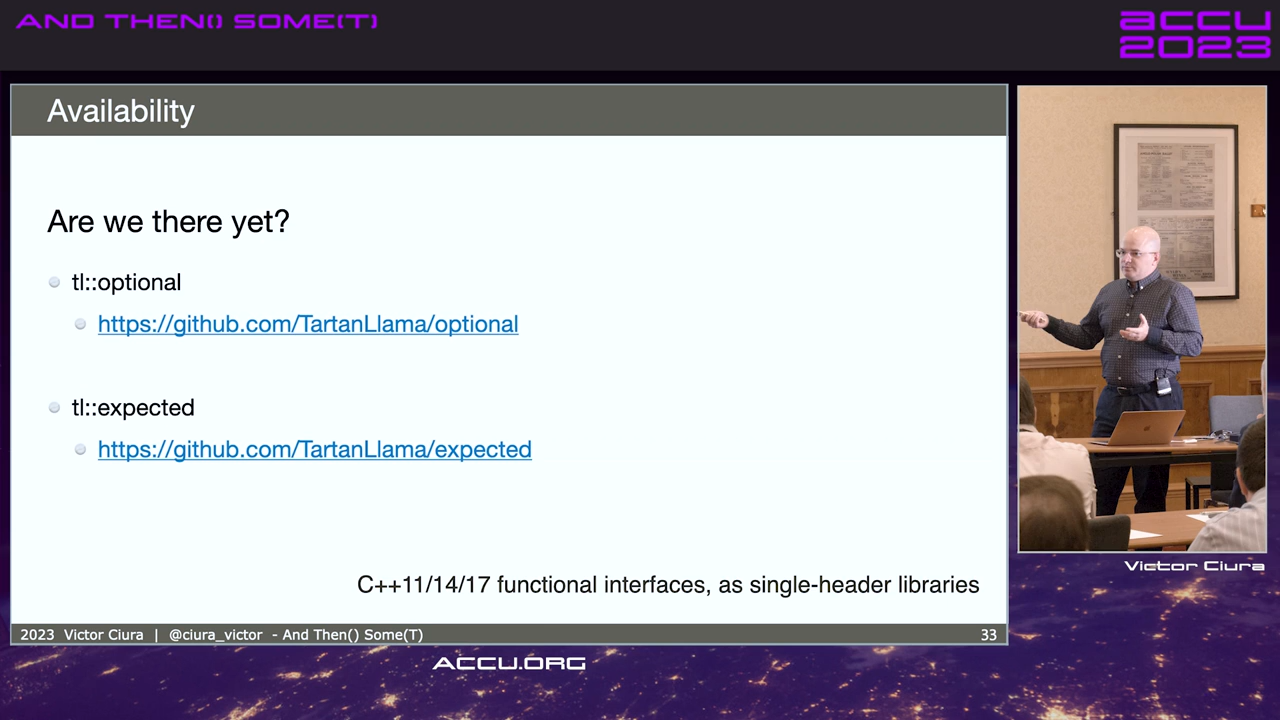 AND THEN() SOME(T)
ACCU
2023
Availability
Are we there yet?
tl::optional
https://github.com/TartanLlama/optional
tl::expected
https://github.com/TartanLlama/expected
C++11/14/17 functional interfaces, as single-header libraries
2023 Victor Ciura | @ciura_victor - And Then() Some(T)
33
Victor Ciura
ACCU.ORG